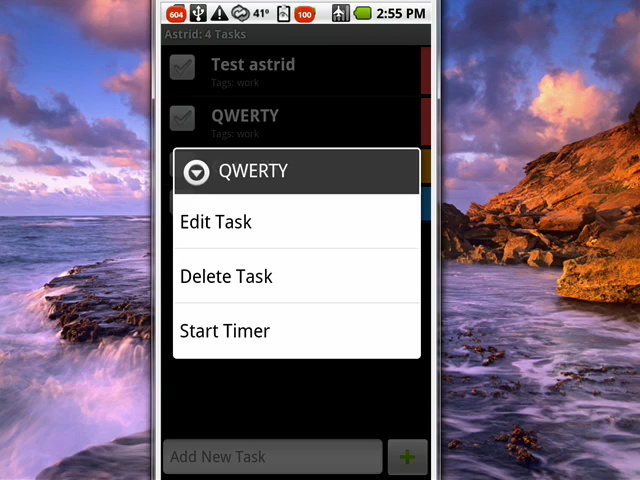 604 41° 100 2:55 PM
Astrid: 4 Tasks
Test astrid
Tags: work
QWERTY
Tags: work
QWERTY
Edit Task
Delete Task
Start Timer
Add New Task